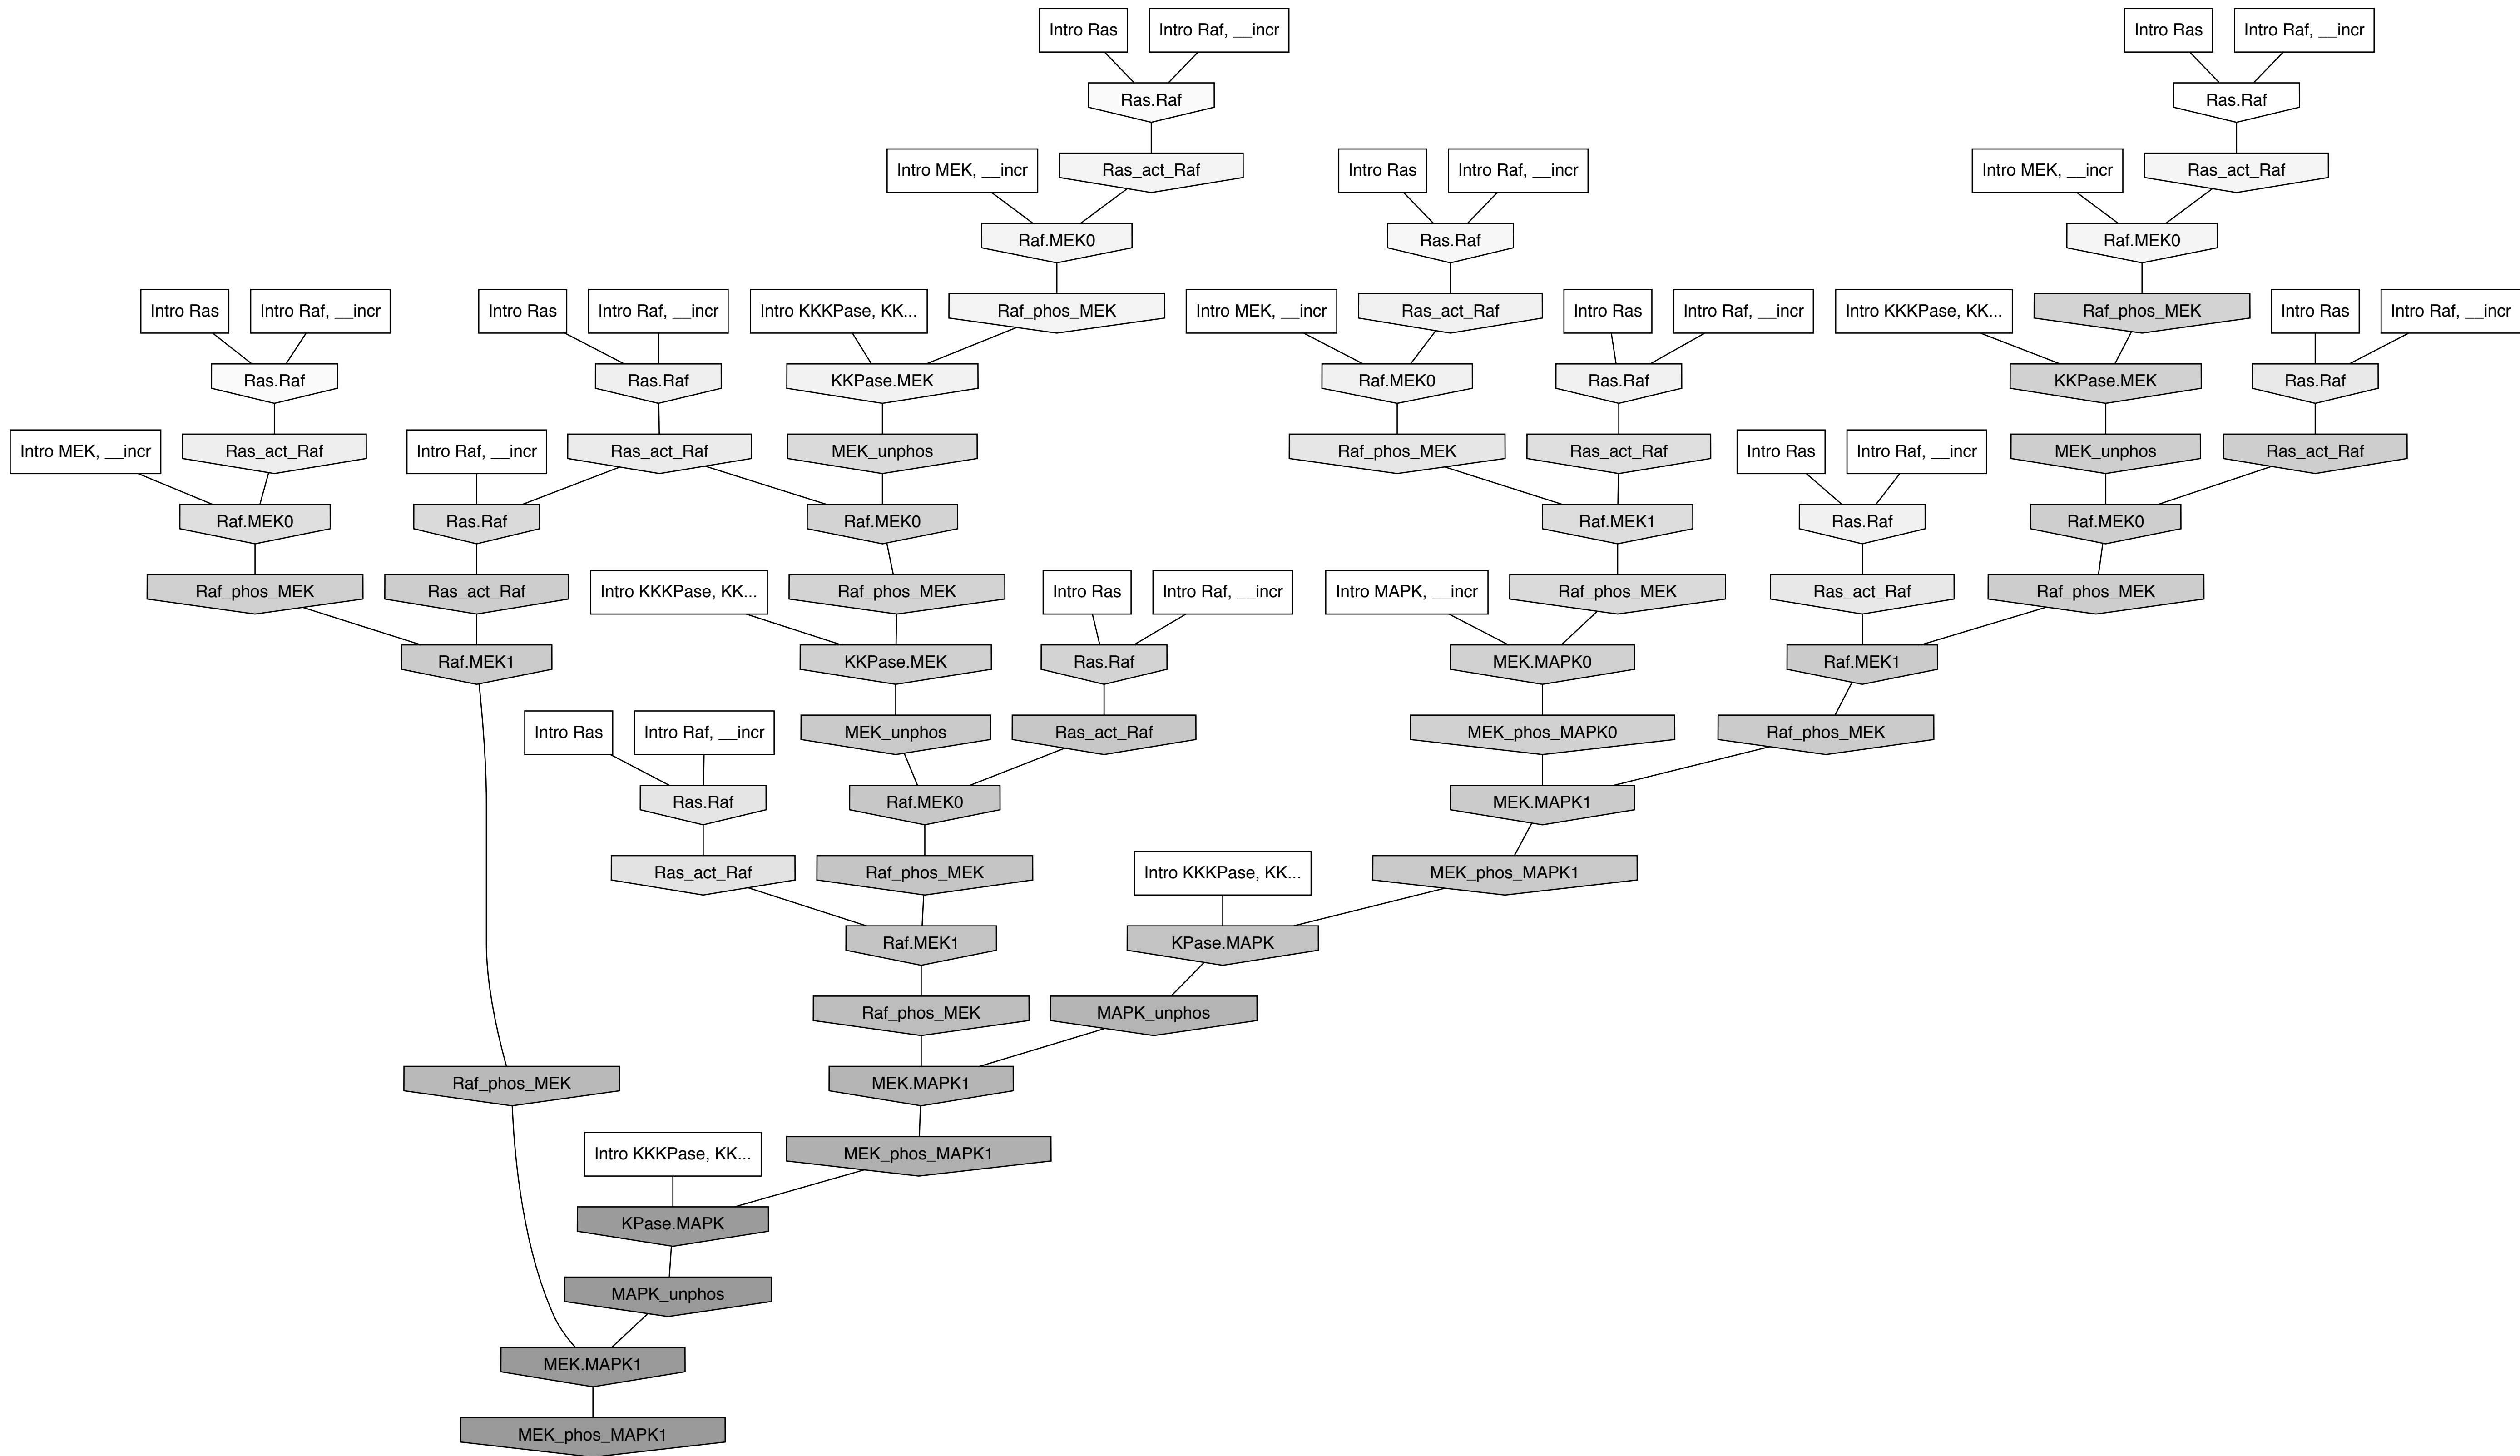 Intro Ras
Intro Raf, __incr
Intro Ras
Intro Raf, __incr
Ras.Raf
Ras.Raf
Intro MEK, __incr
Ras_act_Raf
Intro Ras
Intro Raf, __incr
Intro MEK, __incr
Ras_act_Raf
Raf.MEK0
Ras.Raf
Raf.MEK0
Intro Ras
Intro Raf, __incr
Intro Ras
Intro Raf, __incr
Intro KKKPase, KK...
Raf_phos_MEK
Intro MEK, __incr
Ras_act_Raf
Intro Ras
Intro Raf, __incr
Intro KKKPase, KK...
Raf_phos_MEK
Intro Ras
Intro Raf, __incr
Ras.Raf
Ras.Raf
KKPase.MEK
Raf.MEK0
Ras.Raf
KKPase.MEK
Ras.Raf
Intro MEK, __incr
Ras_act_Raf
Intro Raf, __incr
Ras_act_Raf
MEK_unphos
Raf_phos_MEK
Ras_act_Raf
Intro Ras
Intro Raf, __incr
MEK_unphos
Ras_act_Raf
Raf.MEK0
Ras.Raf
Raf.MEK0
Raf.MEK1
Ras.Raf
Raf.MEK0
Raf_phos_MEK
Ras_act_Raf
Intro KKKPase, KK...
Raf_phos_MEK
Intro Ras
Intro Raf, __incr
Intro MAPK, __incr
Raf_phos_MEK
Ras_act_Raf
Raf_phos_MEK
Raf.MEK1
KKPase.MEK
Ras.Raf
MEK.MAPK0
Raf.MEK1
Intro Ras
Intro Raf, __incr
MEK_unphos
Ras_act_Raf
MEK_phos_MAPK0
Raf_phos_MEK
Ras.Raf
Raf.MEK0
MEK.MAPK1
Ras_act_Raf
Raf_phos_MEK
Intro KKKPase, KK...
MEK_phos_MAPK1
Raf.MEK1
KPase.MAPK
Raf_phos_MEK
MAPK_unphos
Raf_phos_MEK
MEK.MAPK1
Intro KKKPase, KK...
MEK_phos_MAPK1
KPase.MAPK
MAPK_unphos
MEK.MAPK1
MEK_phos_MAPK1